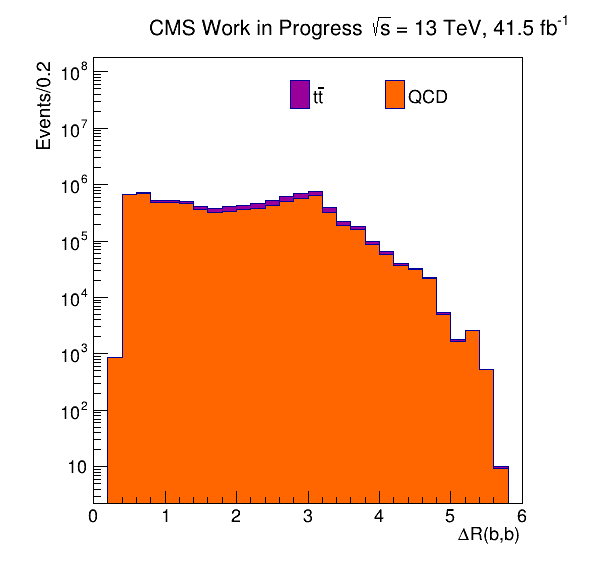 CMS Work in Progress √s = 13 TeV, 41.5 fb⁻¹
Events/0.2
tt̅ QCD
10⁸
10⁷
10⁶
10⁵
10⁴
10³
10²
10
0 1 2 3 4 5 6
ΔR(b,b)